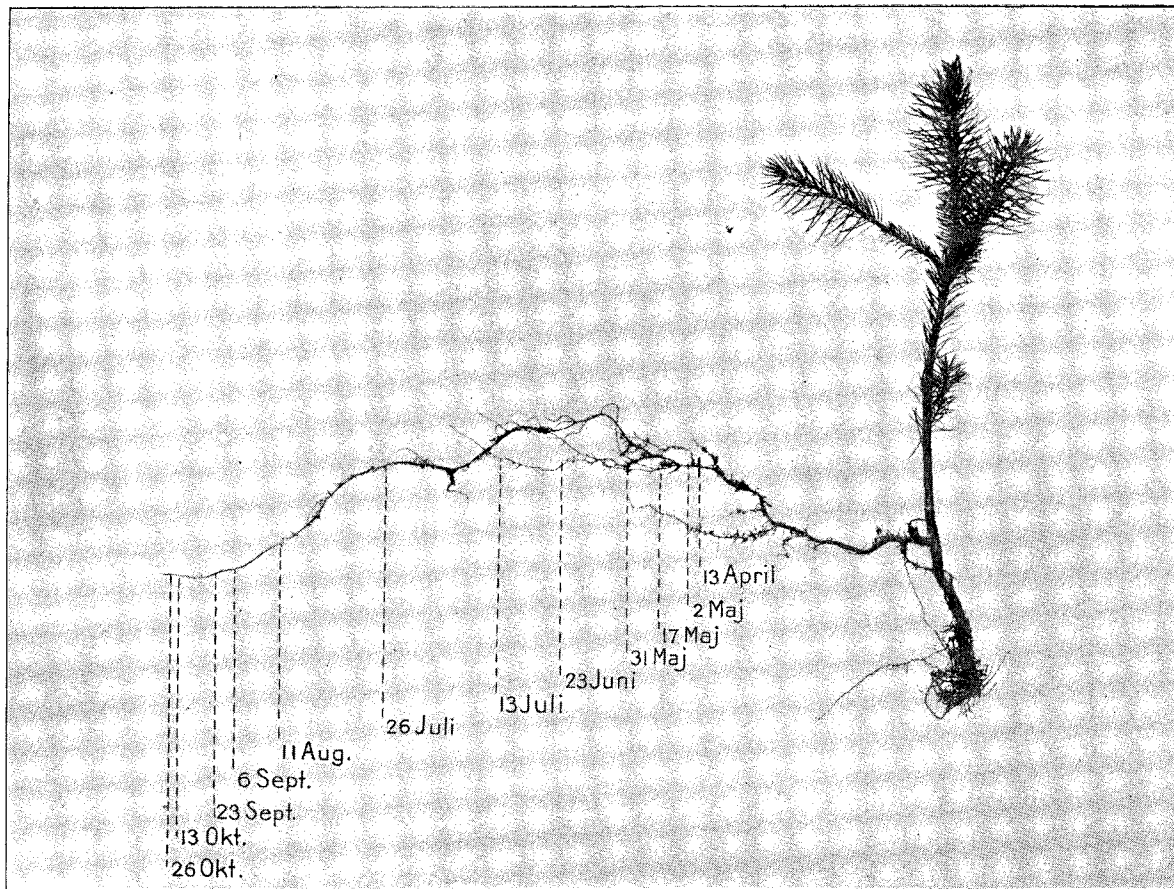 13 April
2 Maj
17 Maj
31 Maj
23 Juni
13 Juli
26 Juli
11 Aug.
6 Sept.
23 Sept.
13 Okt.
26 Okt.